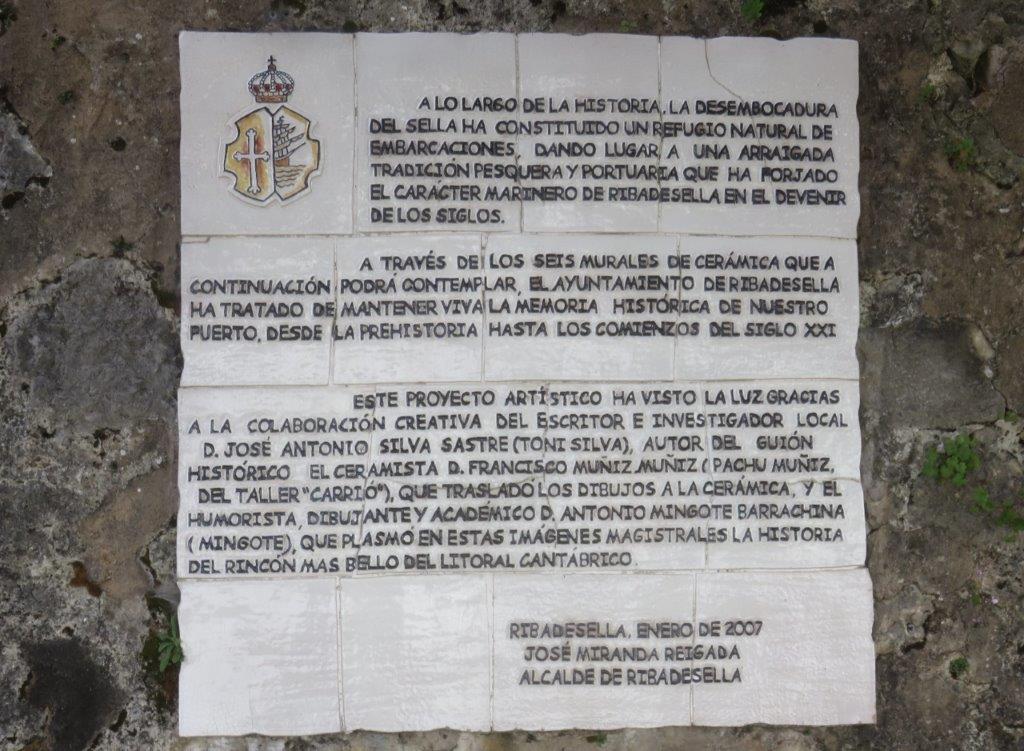 A LO LARGO DE LA HISTORIA, LA DESEMBOCADURA
DEL SELLA HA CONSTITUIDO UN REFUGIO NATURAL DE
EMBARCACIONES, DANDO LUGAR A UNA ARRAIGADA
TRADICIÓN PESQUERA Y PORTUARIA QUE HA FORJADO
EL CARÁCTER MARINERO DE RIBADESELLA EN EL DEVENIR
DE LOS SIGLOS.
A TRAVÉS DE LOS SEIS MURALES DE CERÁMICA QUE A
CONTINUACIÓN PODRÁ CONTEMPLAR, EL AYUNTAMIENTO DE RIBADESELLA
HA TRATADO DE MANTENER VIVA LA MEMORIA HISTÓRICA DE NUESTRO
PUERTO, DESDE LA PREHISTORIA HASTA LOS COMIENZOS DEL SIGLO XXI
ESTE PROYECTO ARTÍSTICO HA VISTO LA LUZ GRACIAS
A LA COLABORACIÓN CREATIVA DEL ESCRITOR E INVESTIGADOR LOCAL
D. JOSÉ ANTONIO SILVA SASTRE (TONI SILVA), AUTOR DEL GUIÓN
HISTÓRICO EL CERAMISTA D. FRANCISCO MUÑIZ MUÑIZ (PACHU MUÑIZ,
DEL TALLER "CARRIÓ"), QUE TRASLADÓ LOS DIBUJOS A LA CERÁMICA, Y EL
HUMORISTA, DIBUJANTE Y ACADÉMICO D. ANTONIO MINGOTE BARRACHINA
(MINGOTE), QUE PLASMÓ EN ESTAS IMÁGENES MAGISTRALES LA HISTORIA
DEL RINCÓN MAS BELLO DEL LITORAL CANTÁBRICO.
RIBADESELLA, ENERO DE 2007
JOSÉ MIRANDA REIGADA
ALCALDE DE RIBADESELLA